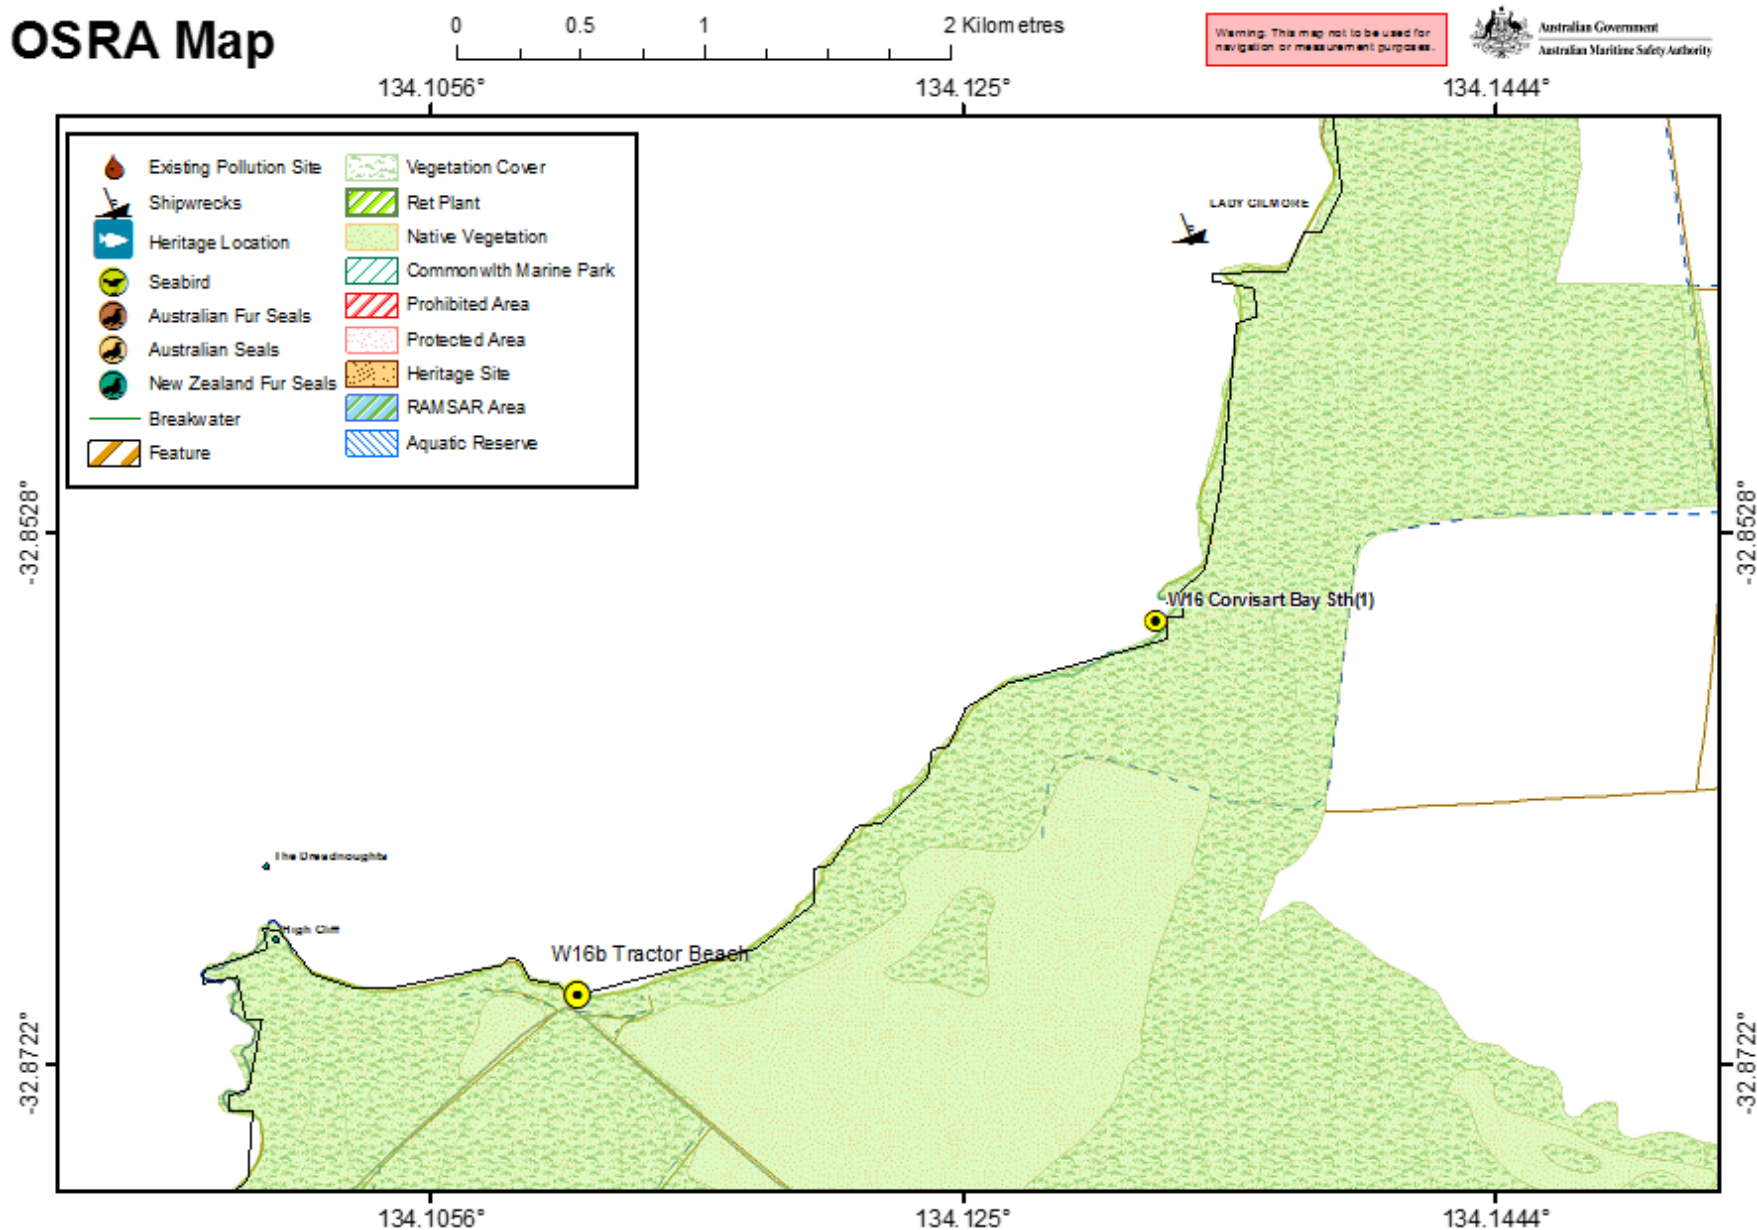 OSRA Map
0 0.5 1 2 Kilometres
Warning: This map not to be used for
navigation or measurement purposes.
Australian Government
Australian Maritime Safety Authority
134.1056° 134.125° 134.1444°
Existing Pollution Site
Shipwrecks
Heritage Location
Seabird
Australian Fur Seals
Australian Seals
New Zealand Fur Seals
Breakwater
Feature
Vegetation Cover
Ret Plant
Native Vegetation
Commonwlth Marine Park
Prohibited Area
Protected Area
Heritage Site
RAMSAR Area
Aquatic Reserve
LADY GILMORE
-32.8528° -32.8528°
W16 Corvisart Bay Sth(1)
The Dreadnoughts
High Cliff
W16b Tractor Beach
-32.8722° -32.8722°
134.1056° 134.125° 134.1444°